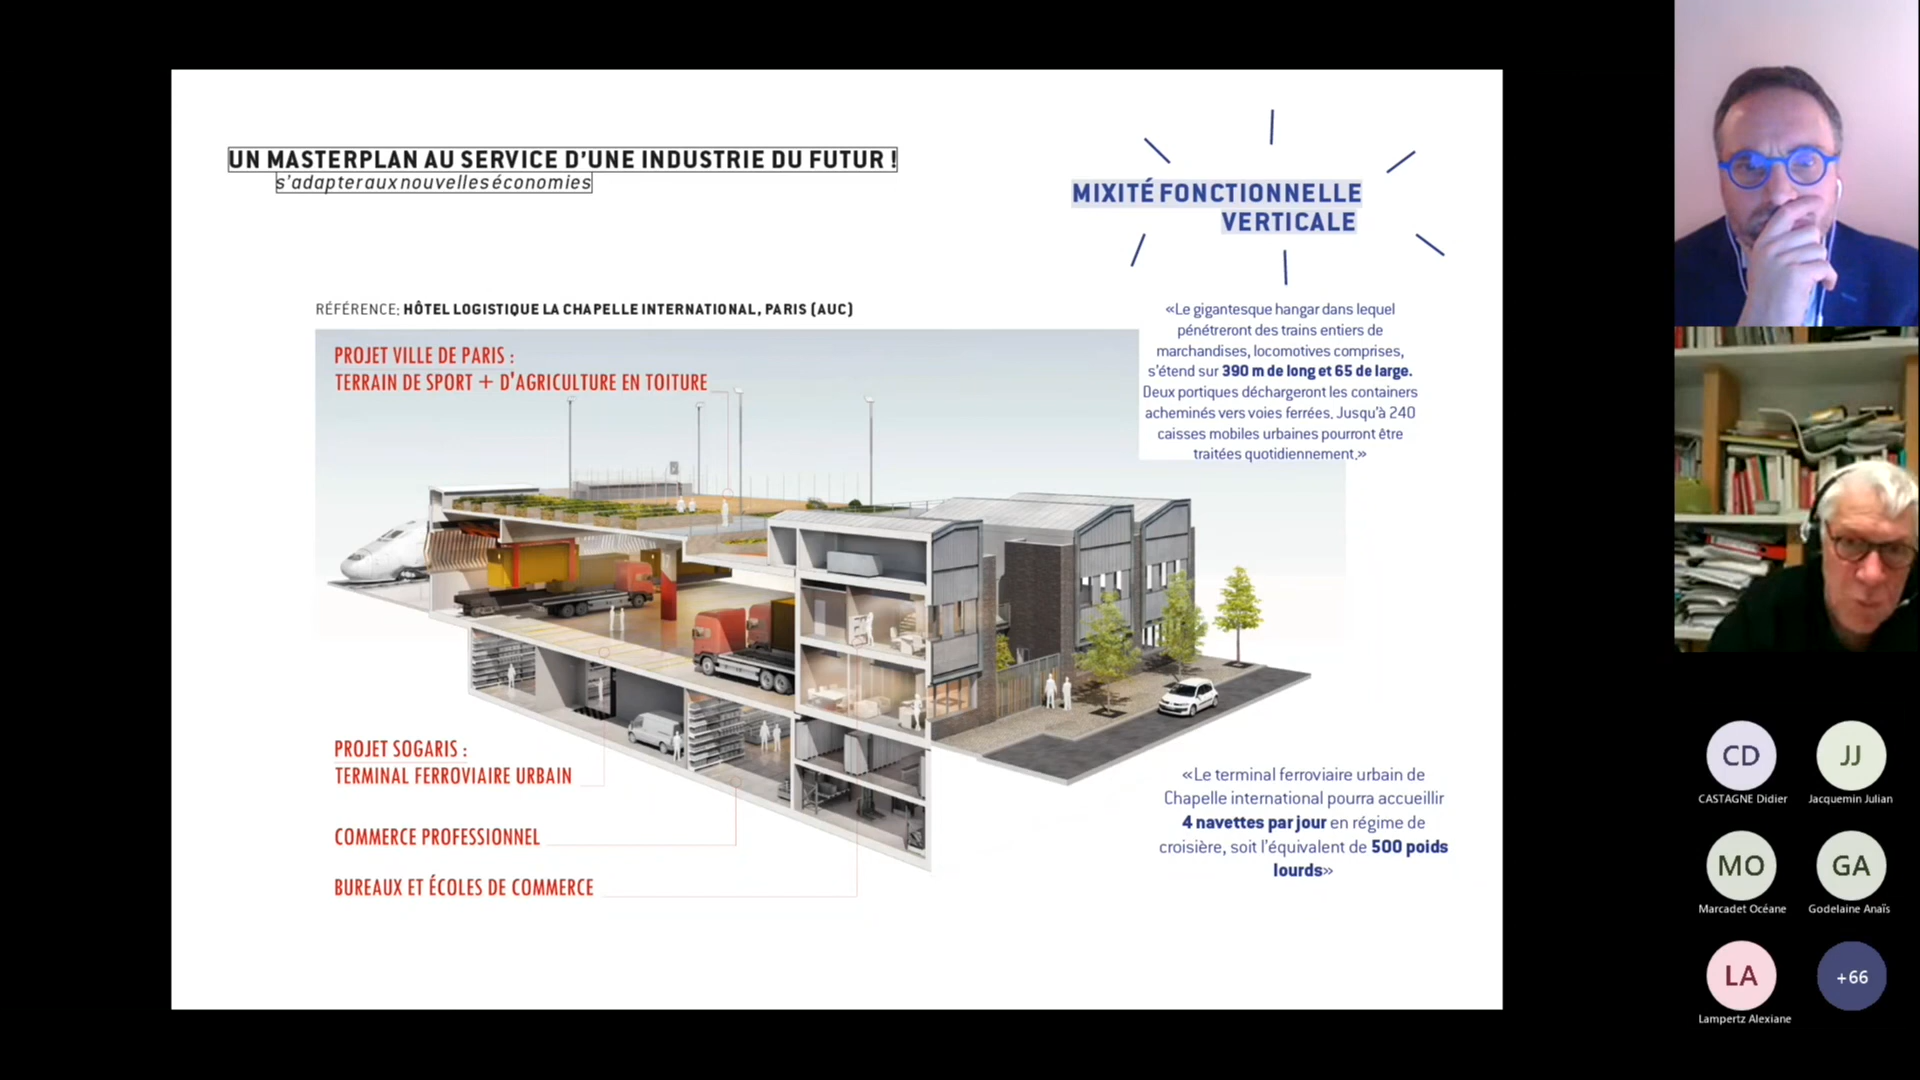 UN MASTERPLAN AU SERVICE D'UNE INDUSTRIE DU FUTUR !
s'adapter aux nouvelles économies
MIXITÉ FONCTIONNELLE
VERTICALE
RÉFÉRENCE: HÔTEL LOGISTIQUE LA CHAPELLE INTERNATIONAL, PARIS (AUC)
PROJET VILLE DE PARIS :
TERRAIN DE SPORT + D'AGRICULTURE EN TOITURE
«Le gigantesque hangar dans lequel
pénétreront des trains entiers de
marchandises, locomotives comprises,
s'étend sur 390 m de long et 65 de large.
Deux portiques déchargeront les containers
acheminés vers voies ferrées. Jusqu'à 240
caisses mobiles urbaines pourront être
traitées quotidiennement.»
PROJET SOGARIS :
TERMINAL FERROVIAIRE URBAIN
COMMERCE PROFESSIONNEL
BUREAUX ET ÉCOLES DE COMMERCE
«Le terminal ferroviaire urbain de
Chapelle international pourra accueillir
4 navettes par jour en régime de
croisière, soit l'équivalent de 500 poids
lourds»
CD
CASTAGNE Didier
JJ
Jacquemin Julian
MO
Marcadet Océane
GA
Godelaine Anaïs
LA
Lampertz Alexiane
+66